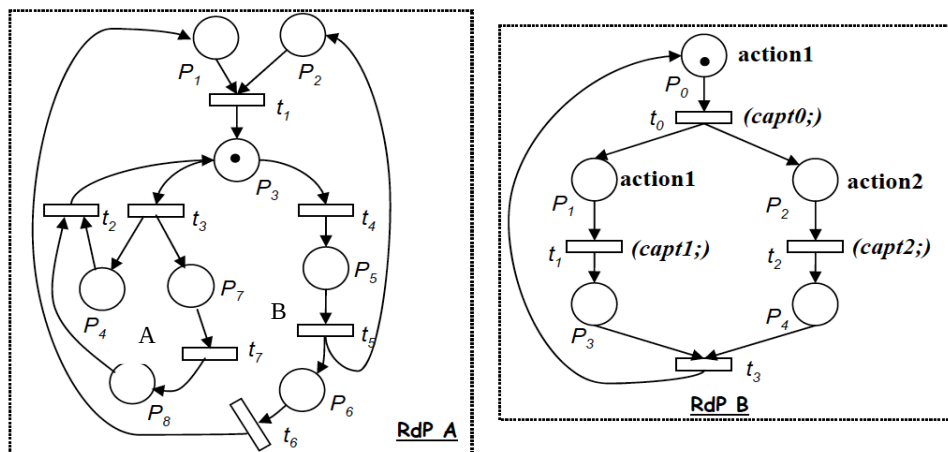 P1
P2
t1
P3
t2
t3
t4
P4
P7
P5
A
B
t7
t5
P8
P6
t6
RdP A
action1
P0
t0
(capt0;)
action1
action2
P1
P2
t1
(capt1;)
t2
(capt2;)
P3
P4
t3
RdP B